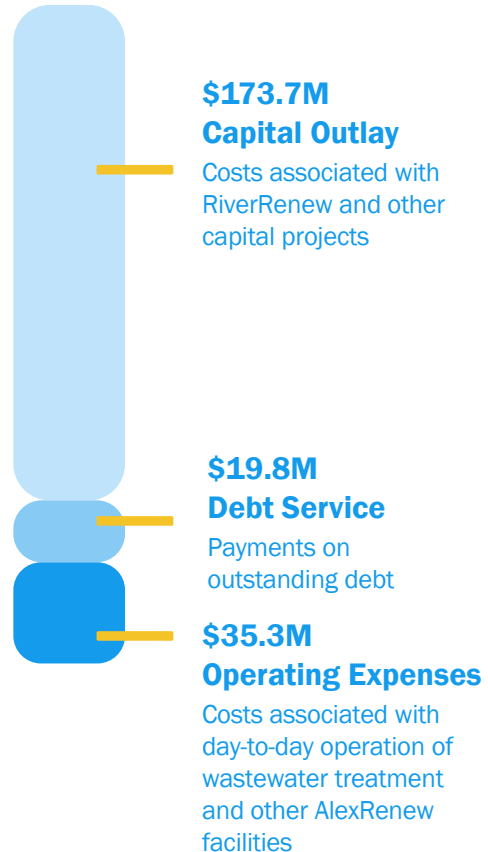 $173.7M
Capital Outlay
Costs associated with
RiverRenew and other
capital projects
$19.8M
Debt Service
Payments on
outstanding debt
$35.3M
Operating Expenses
Costs associated with
day-to-day operation of
wastewater treatment
and other AlexRenew
facilities